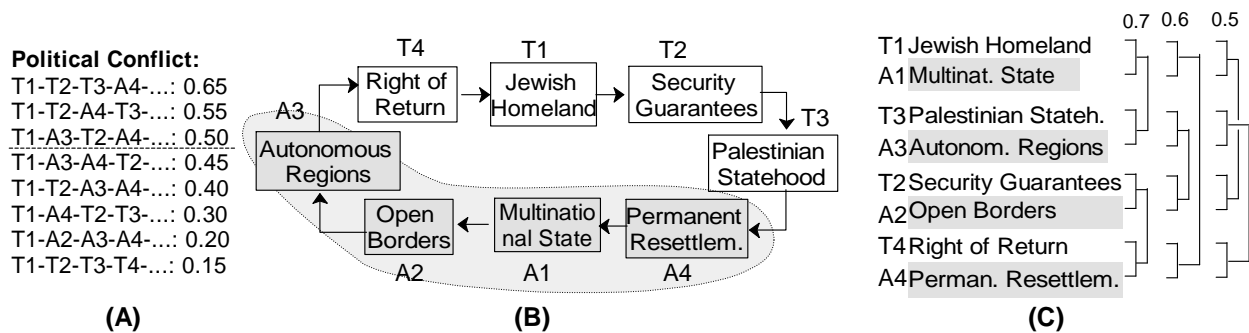 Political Conflict:
T1-T2-T3-A4-...: 0.65
T1-T2-A4-T3-...: 0.55
T1-A3-T2-A4-...: 0.50
T1-A3-A4-T2-...: 0.45
T1-T2-A3-A4-...: 0.40
T1-A4-T2-T3-...: 0.30
T1-A2-A3-A4-...: 0.20
T1-T2-T3-T4-...: 0.15
(A)
T4
Right of
Return
T1
Jewish
Homeland
T2
Security
Guarantees
T3
Palestinian
Statehood
A3
Autonomous
Regions
Open
Borders
A2
Multinatio
nal State
A1
Permanent
Resettlem.
A4
(B)
0.7 0.6 0.5
T1 Jewish Homeland
A1 Multinat. State
T3 Palestinian Stateh.
A3 Autonom. Regions
T2 Security Guarantees
A2 Open Borders
T4 Right of Return
A4 Perman. Resettlem.
(C)